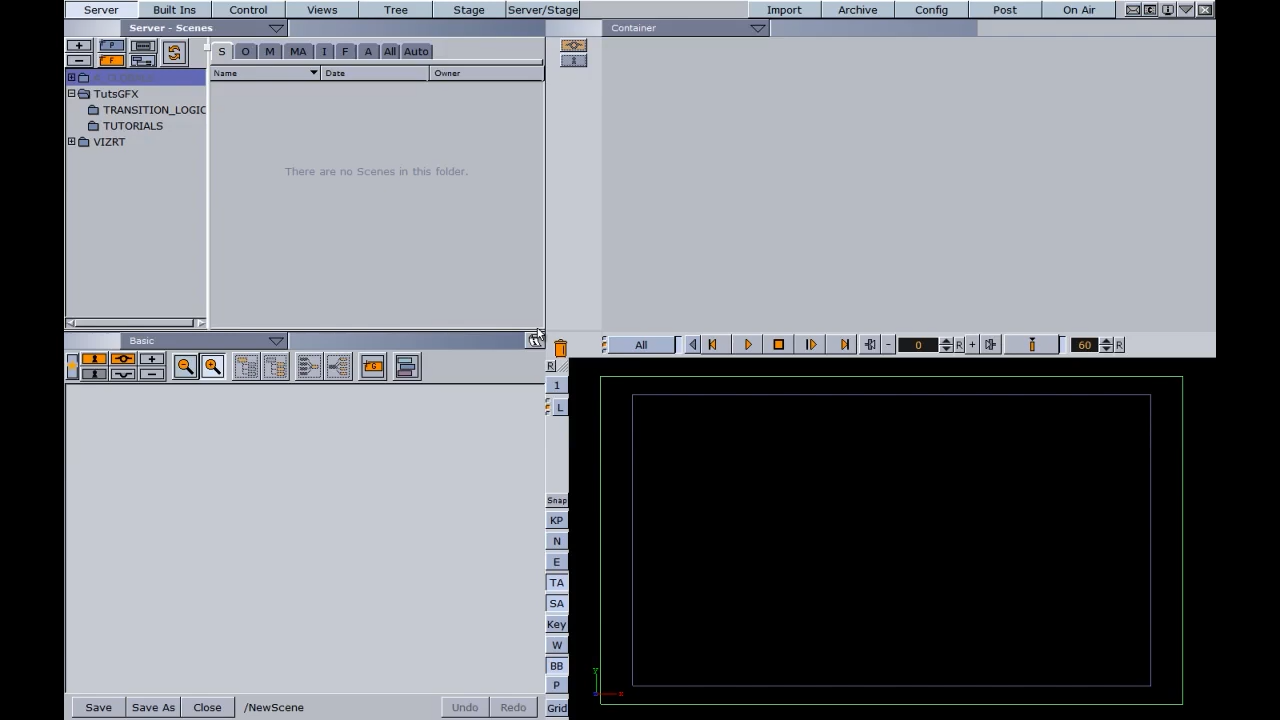 Server Built Ins Control Views Tree Stage Server/Stage Import Archive Config Post On Air
Server - Scenes Container
S O M MA I F A All Auto
Name Date Owner
TutsGFX
TRANSITION_LOGIC
TUTORIALS
VIZRT
There are no Scenes in this folder.
All 0 R 60 R
Basic
R
1
L
Snap
KP
N
E
TA
SA
Key
W
BB
P
Grid
Save Save As Close /NewScene Undo Redo